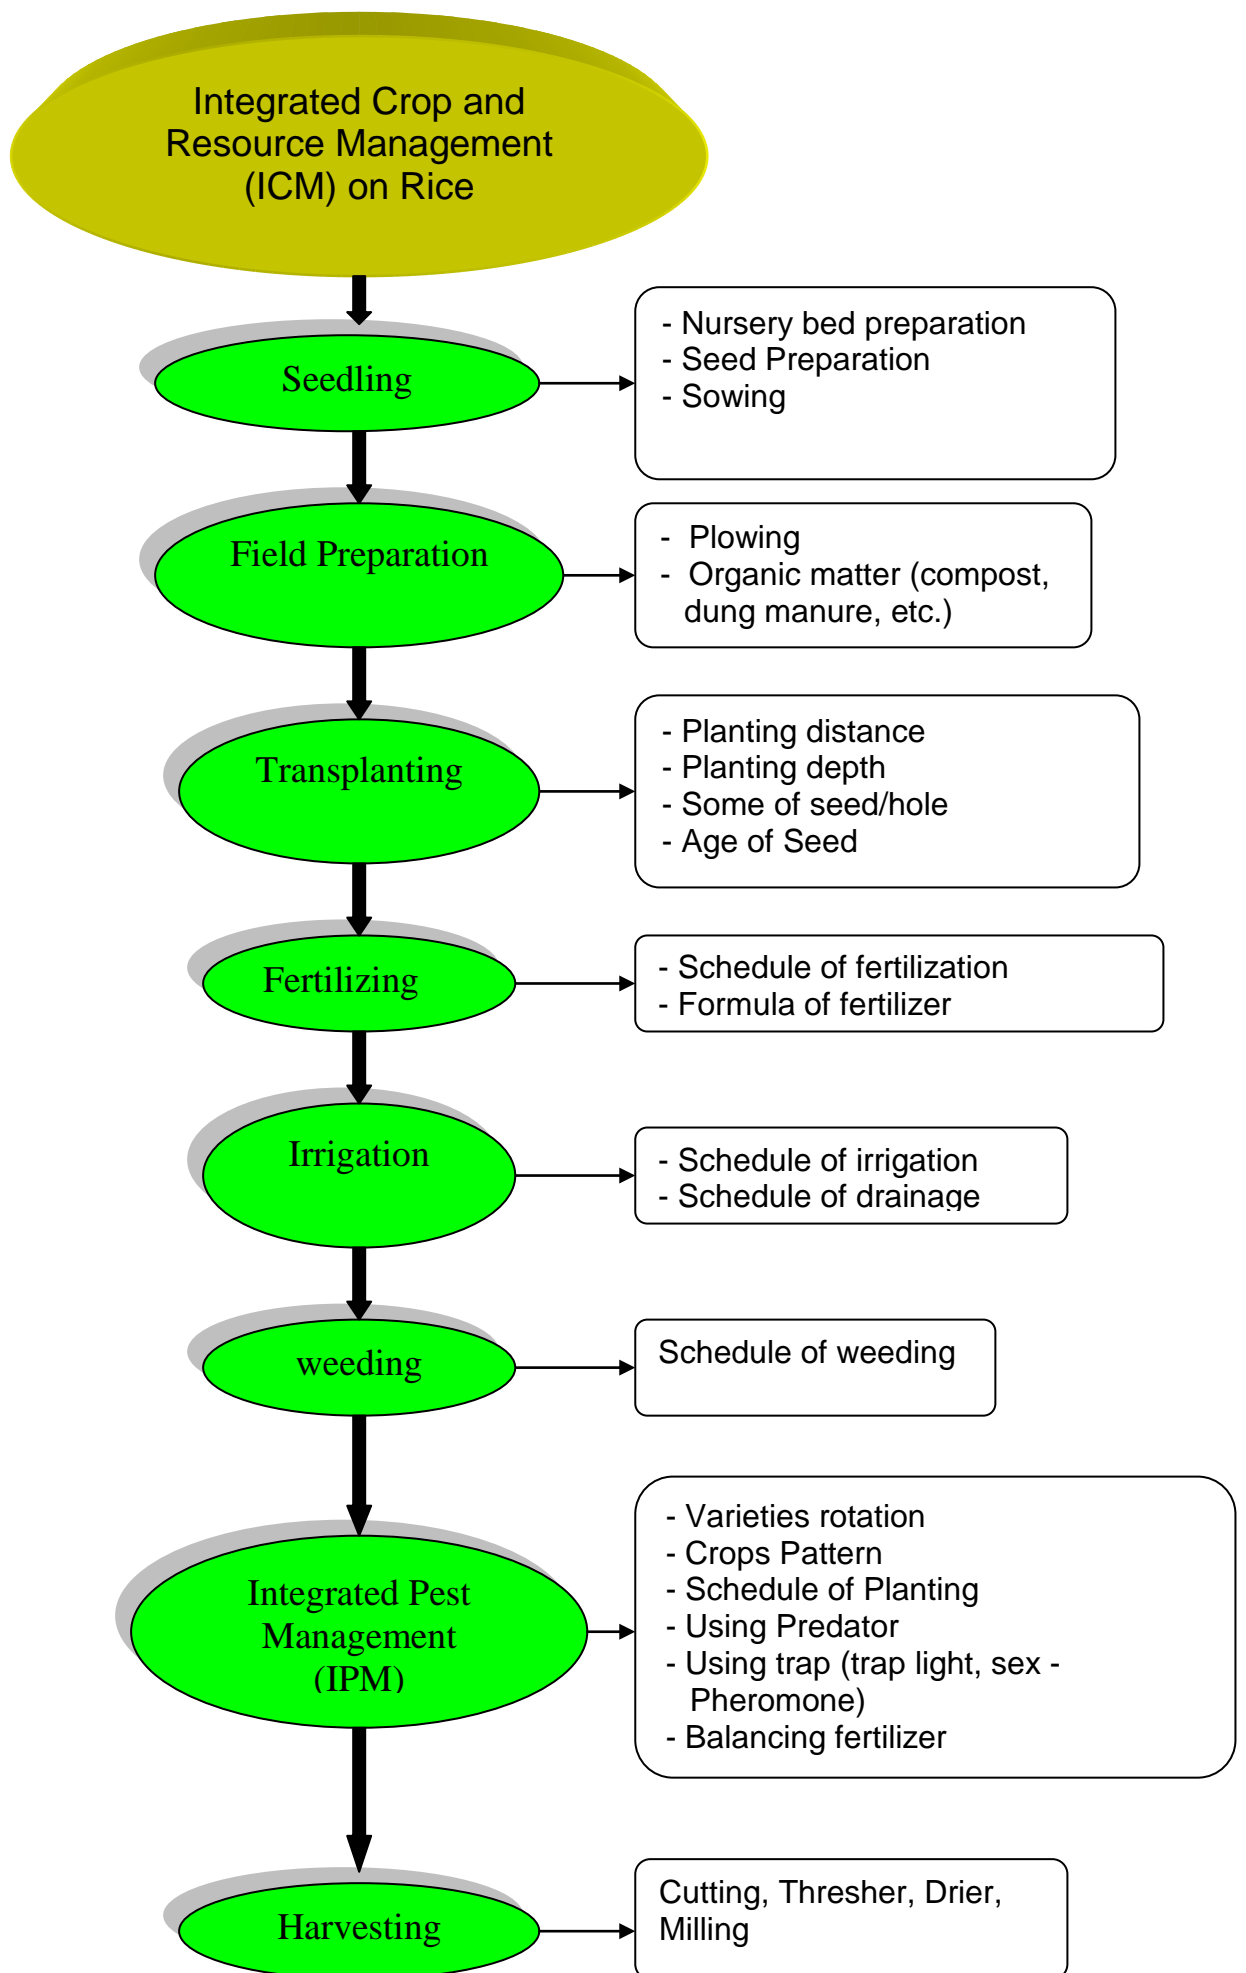 Integrated Crop and
Resource Management
(ICM) on Rice
Seedling
- Nursery bed preparation
- Seed Preparation
- Sowing
Field Preparation
- Plowing
- Organic matter (compost,
dung manure, etc.)
Transplanting
- Planting distance
- Planting depth
- Some of seed/hole
- Age of Seed
Fertilizing
- Schedule of fertilization
- Formula of fertilizer
Irrigation
- Schedule of irrigation
- Schedule of drainage
weeding
Schedule of weeding
Integrated Pest
Management
(IPM)
- Varieties rotation
- Crops Pattern
- Schedule of Planting
- Using Predator
- Using trap (trap light, sex -
Pheromone)
- Balancing fertilizer
Harvesting
Cutting, Thresher, Drier,
Milling